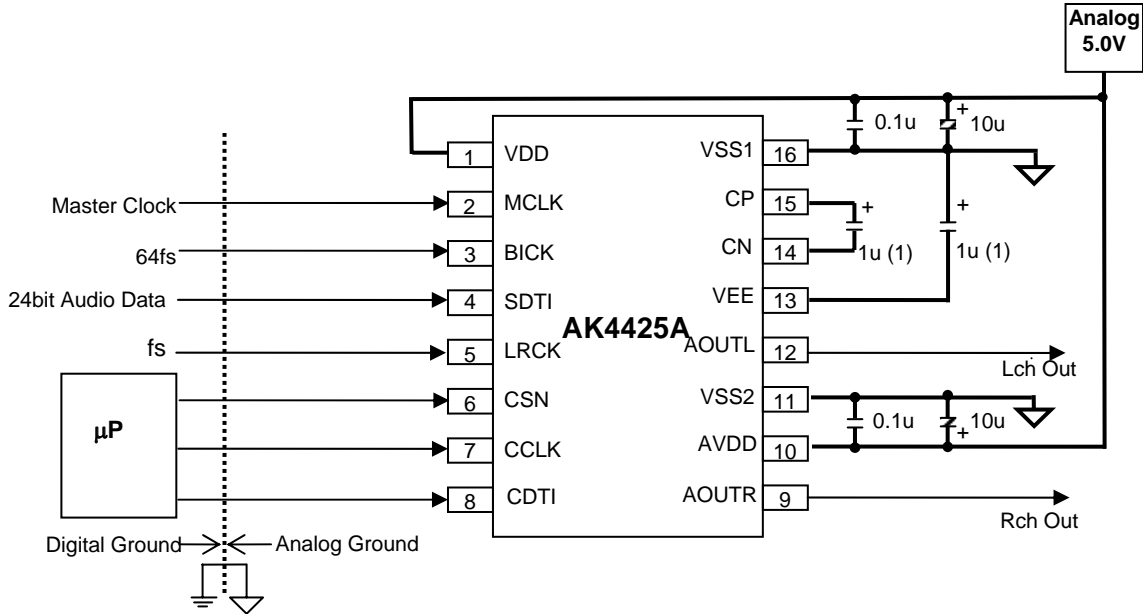 Analog
5.0V
+
0.1u
10u
1
VDD
VSS1
16
Master Clock
2
MCLK
CP
15
+
+
64fs
3
BICK
CN
14
1u (1)
1u (1)
24bit Audio Data
4
SDTI
VEE
13
AK4425A
fs
5
LRCK
AOUTL
12
Lch Out
µP
6
CSN
VSS2
11
0.1u
10u
+
7
CCLK
AVDD
10
8
CDTI
AOUTR
9
Rch Out
Digital Ground
Analog Ground